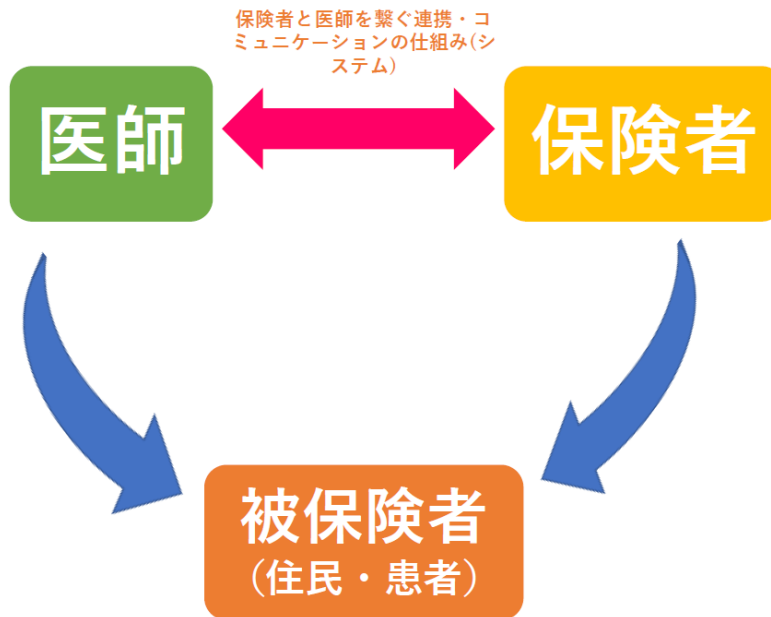 保険者と医師を繋ぐ連携・コ
ミュニケーションの仕組み(シ
ステム)
医師
保険者
被保険者
(住民・患者)